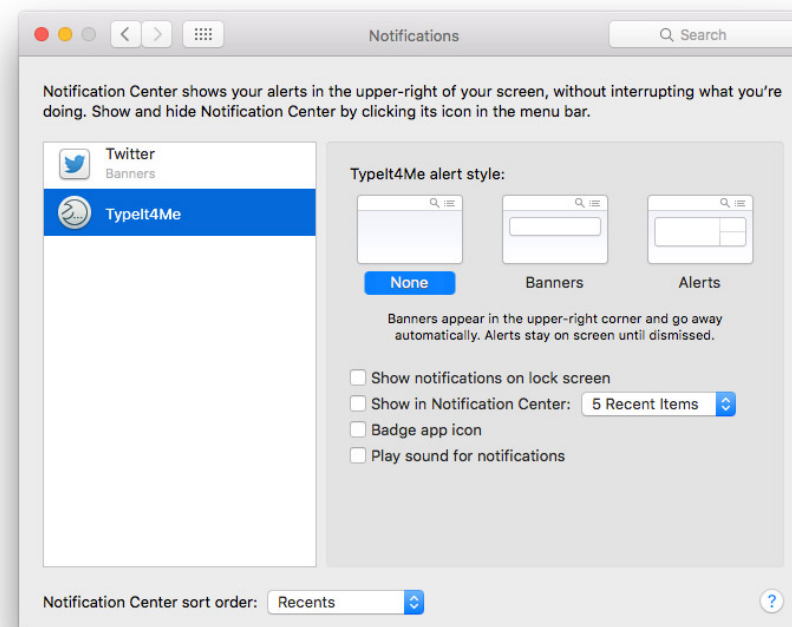 Notifications
Search
Notification Center shows your alerts in the upper-right of your screen, without interrupting what you're
doing. Show and hide Notification Center by clicking its icon in the menu bar.
Twitter
Banners
TypeIt4Me
TypeIt4Me alert style:
None
Banners
Alerts
Banners appear in the upper-right corner and go away
automatically. Alerts stay on screen until dismissed.
Show notifications on lock screen
Show in Notification Center: 5 Recent Items
Badge app icon
Play sound for notifications
Notification Center sort order: Recents
?